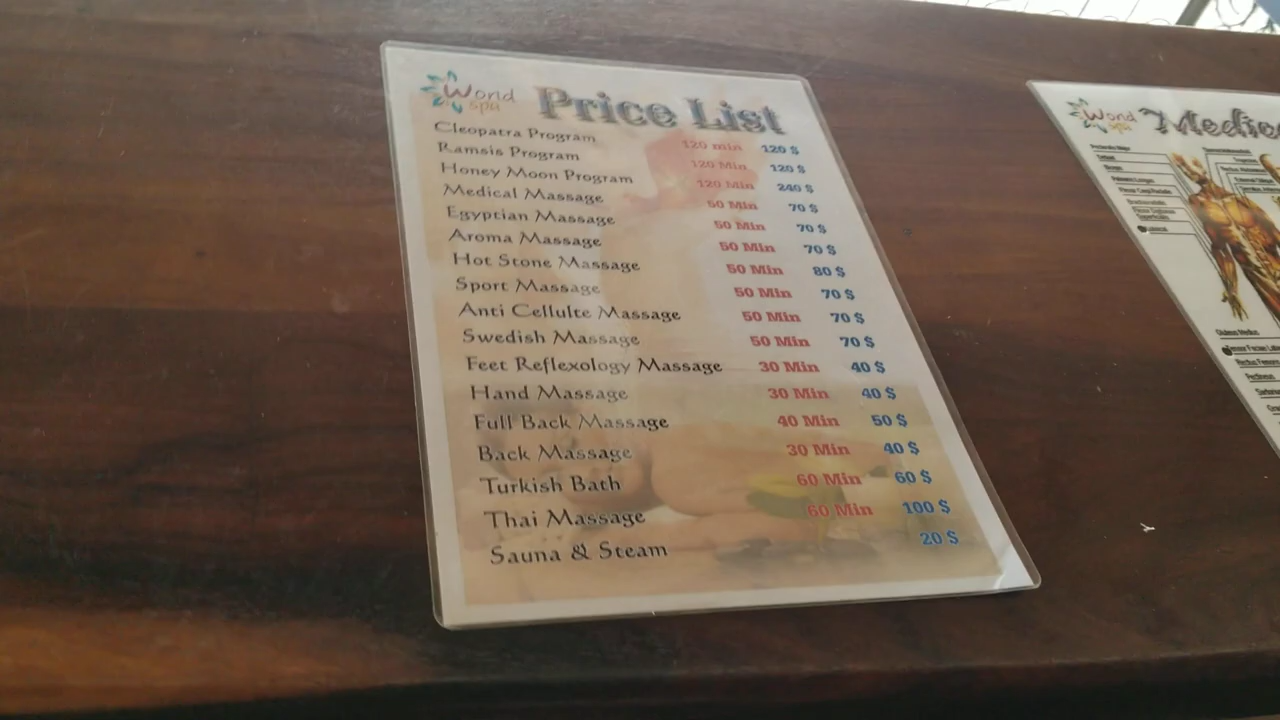 World spa
Price List
Cleopatra Program 120 min 120 $
Ramsis Program 120 Min 120 $
Honey Moon Program 120 Min 240 $
Medical Massage 50 Min 70 $
Egyptian Massage 50 Min 70 $
Aroma Massage 50 Min 70 $
Hot Stone Massage 50 Min 80 $
Sport Massage 50 Min 70 $
Anti Cellulte Massage 50 Min 70 $
Swedish Massage 50 Min 70 $
Feet Reflexology Massage 30 Min 40 $
Hand Massage 30 Min 40 $
Full Back Massage 40 Min 50 $
Back Massage 30 Min 40 $
Turkish Bath 60 Min 60 $
Thai Massage 60 Min 100 $
Sauna & Steam 20 $
World spa